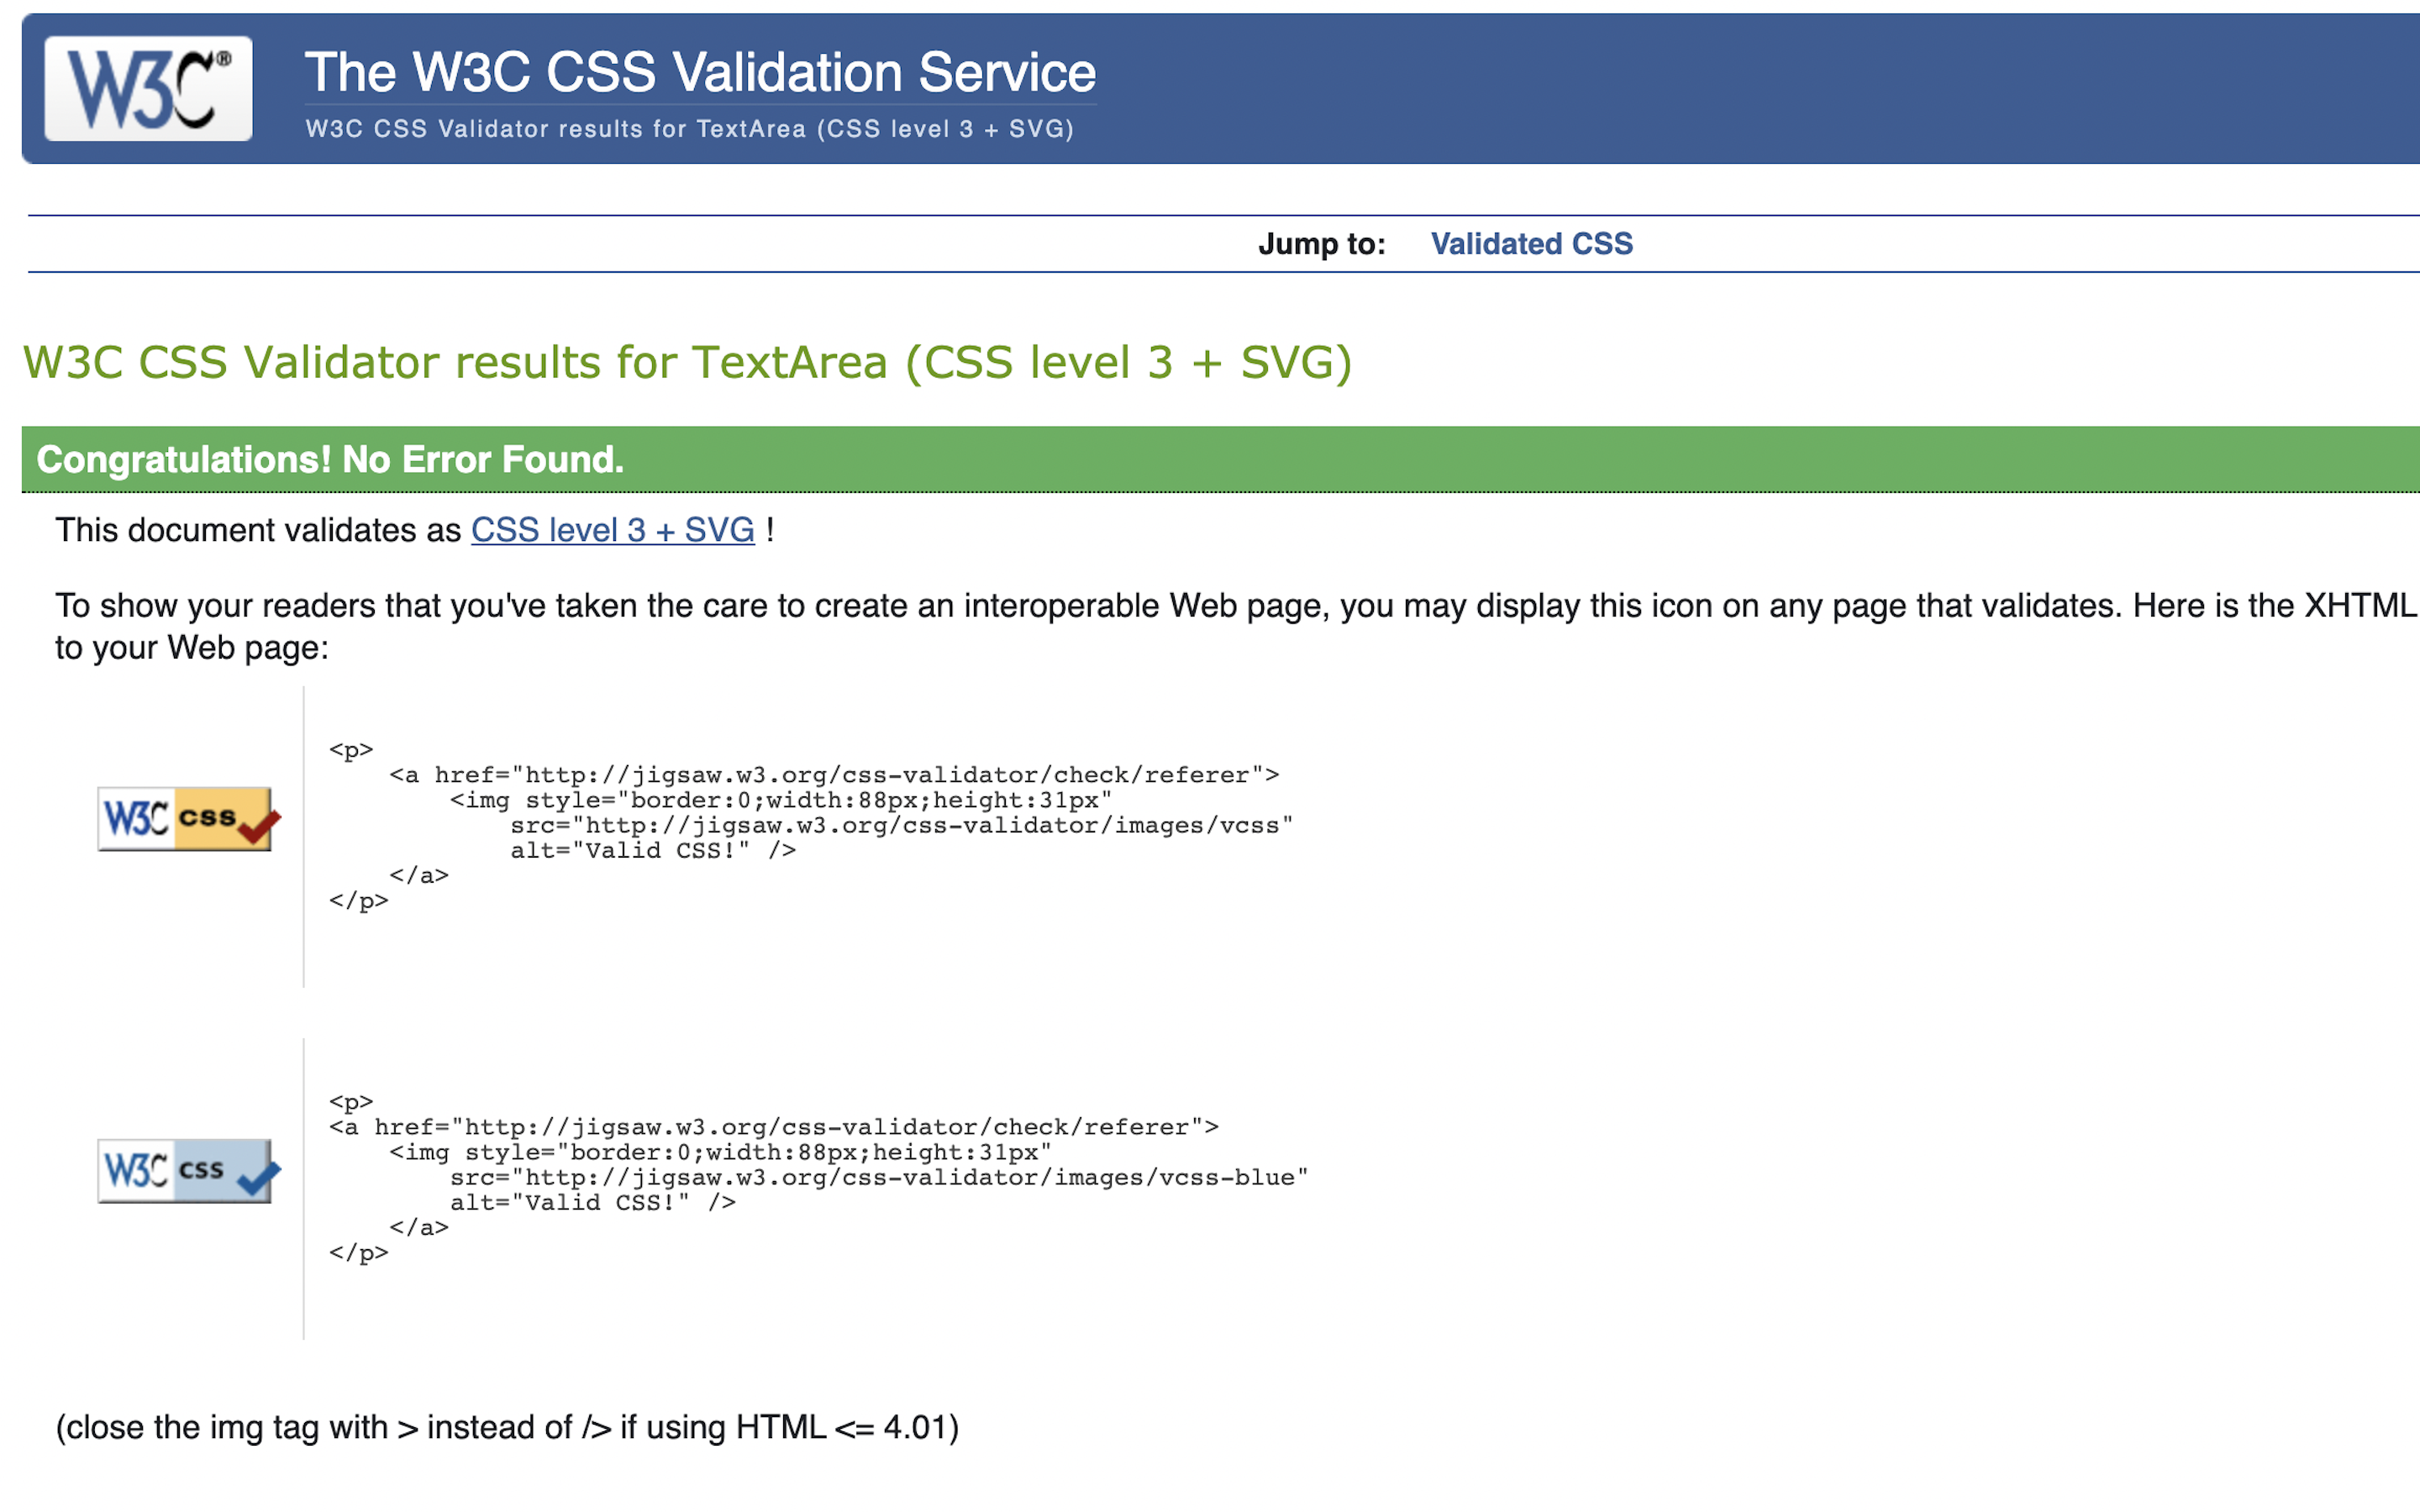 W3C®
The W3C CSS Validation Service
W3C CSS Validator results for TextArea (CSS level 3 + SVG)
Jump to: Validated CSS
W3C CSS Validator results for TextArea (CSS level 3 + SVG)
Congratulations! No Error Found.
This document validates as CSS level 3 + SVG !
To show your readers that you've taken the care to create an interoperable Web page, you may display this icon on any page that validates. Here is the XHTML
to your Web page:
W3C css
<p>
    <a href="http://jigsaw.w3.org/css-validator/check/referer">
        <img style="border:0;width:88px;height:31px"
            src="http://jigsaw.w3.org/css-validator/images/vcss"
            alt="Valid CSS!" />
    </a>
</p>
W3C css
<p>
<a href="http://jigsaw.w3.org/css-validator/check/referer">
    <img style="border:0;width:88px;height:31px"
        src="http://jigsaw.w3.org/css-validator/images/vcss-blue"
        alt="Valid CSS!" />
    </a>
</p>
(close the img tag with > instead of /> if using HTML <= 4.01)